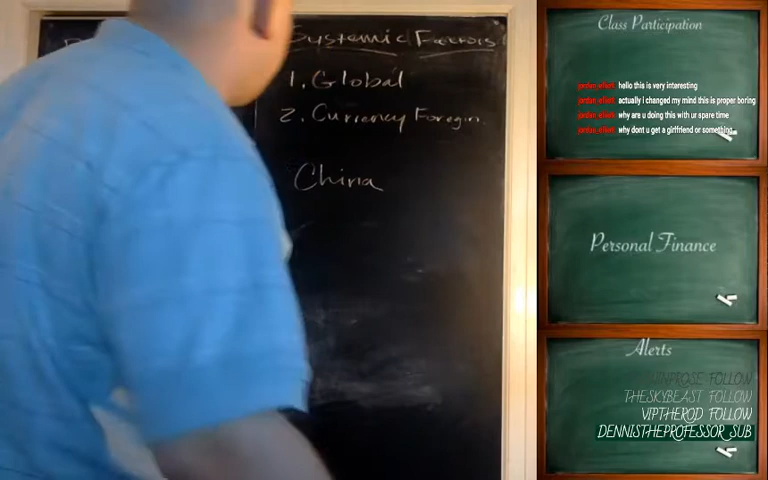 Systemic Factors
1. Global
2. Currency Foregin.
China
Class Participation
jordan_elliott hello this is very interesting
jordan_elliott actually i changed my mind this is proper boring
jordan_elliott why are u doing this with ur spare time
jordan_elliott why dont u get a girlfriend or something
Personal Finance
Alerts
FOLLOW
THESKYBEAST FOLLOW
VIPTHEROD FOLLOW
DENNISTHEPROFESSOR SUB